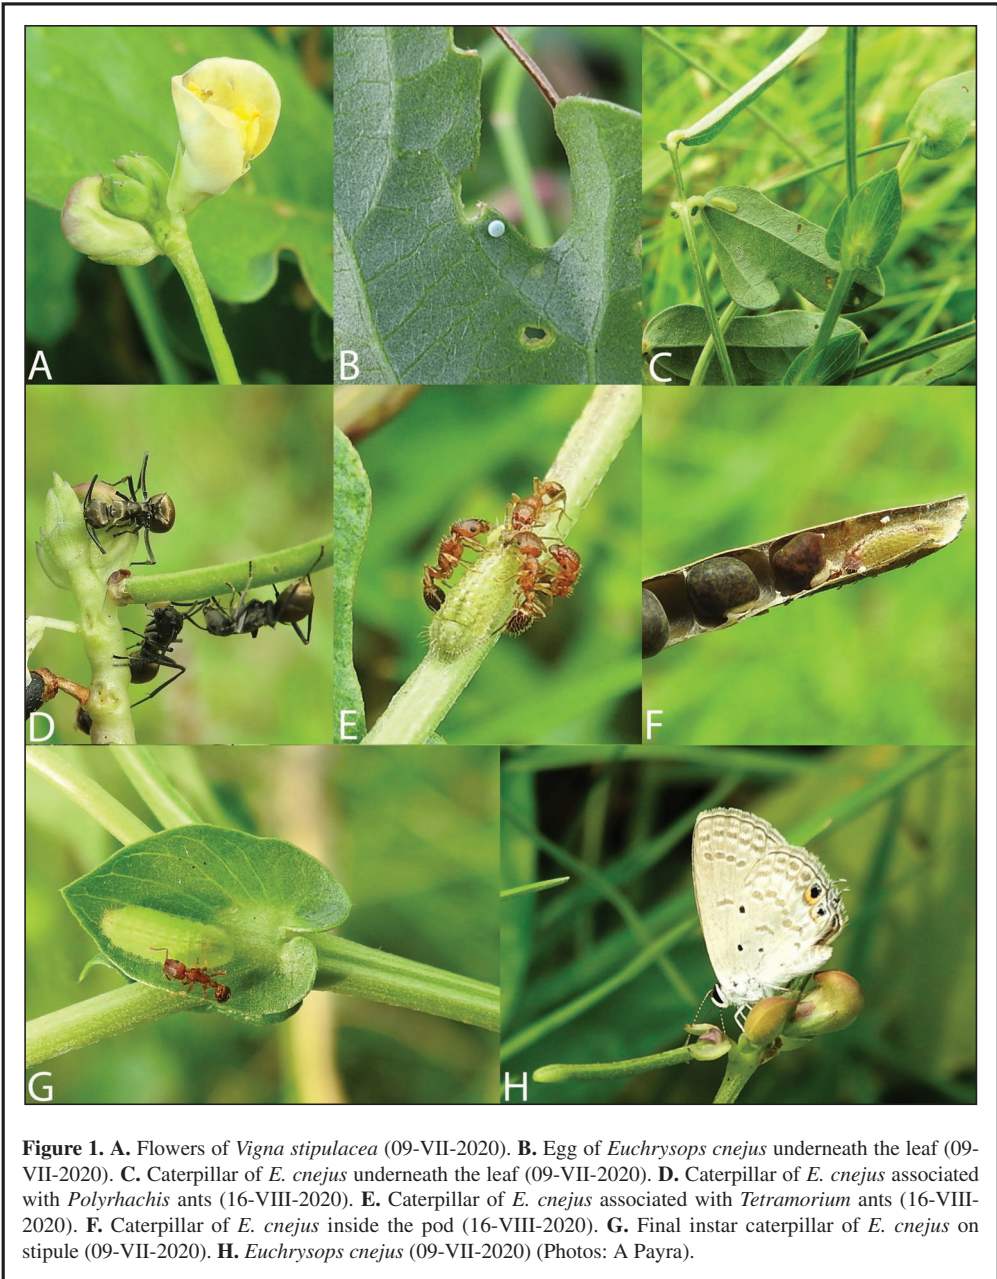 A
B
C
D
E
F
G
H
Figure 1. A. Flowers of Vigna stipulacea (09-VII-2020). B. Egg of Euchrysops cnejus underneath the leaf (09-
VII-2020). C. Caterpillar of E. cnejus underneath the leaf (09-VII-2020). D. Caterpillar of E. cnejus associated
with Polyrhachis ants (16-VIII-2020). E. Caterpillar of E. cnejus associated with Tetramorium ants (16-VIII-
2020). F. Caterpillar of E. cnejus inside the pod (16-VIII-2020). G. Final instar caterpillar of E. cnejus on
stipule (09-VII-2020). H. Euchrysops cnejus (09-VII-2020) (Photos: A Payra).